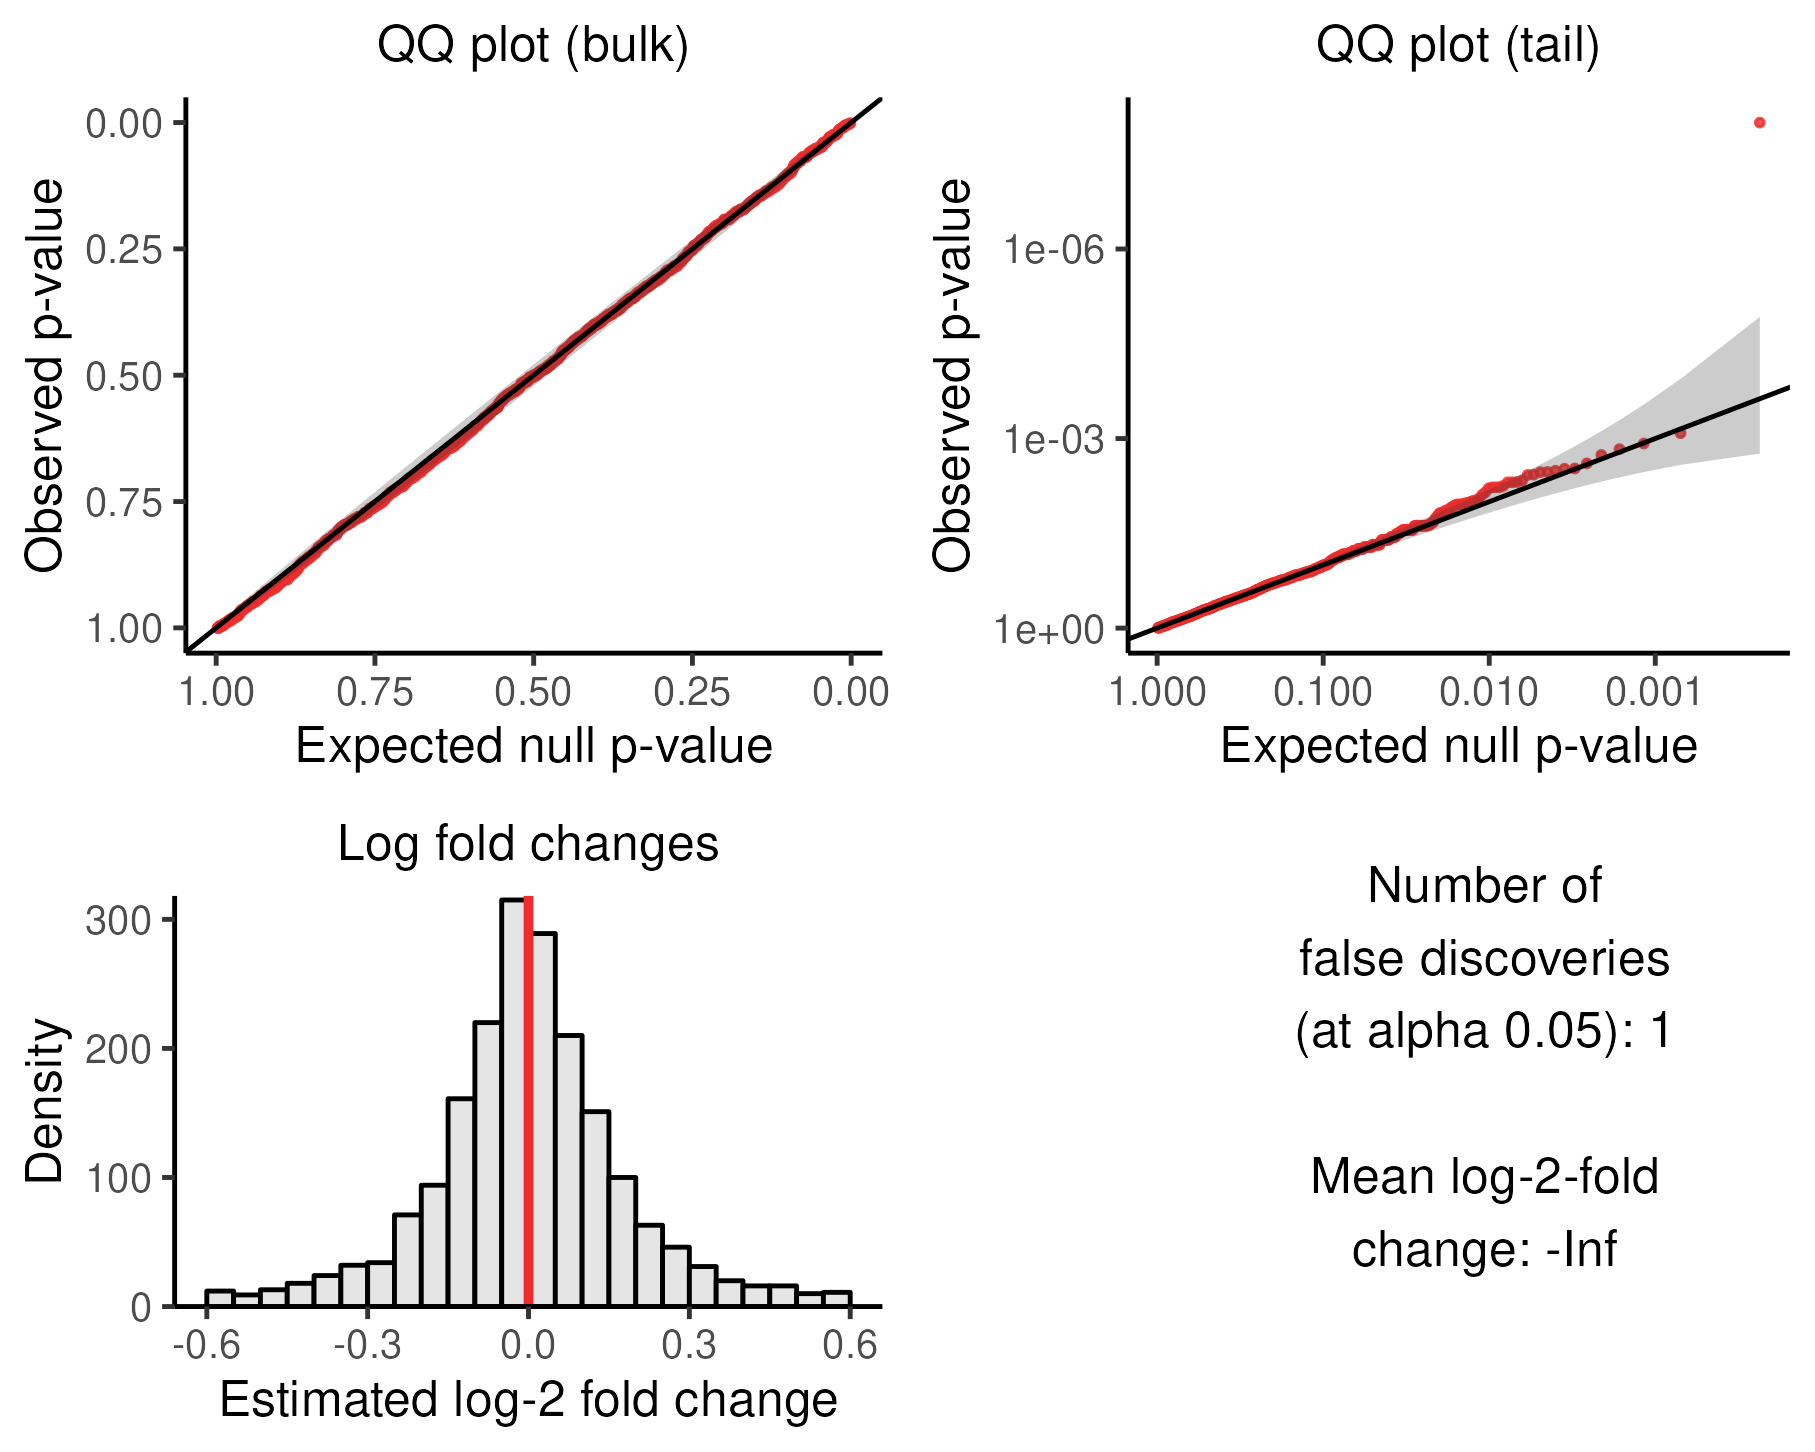 QQ plot (bulk)
Observed p-value
0.00
0.25
0.50
0.75
1.00
1.00 0.75 0.50 0.25 0.00
Expected null p-value
QQ plot (tail)
Observed p-value
1e-06
1e-03
1e+00
1.000 0.100 0.010 0.001
Expected null p-value
Log fold changes
Density
300
200
100
0
-0.6 -0.3 0.0 0.3 0.6
Estimated log-2 fold change
Number of
false discoveries
(at alpha 0.05): 1
Mean log-2-fold
change: -Inf